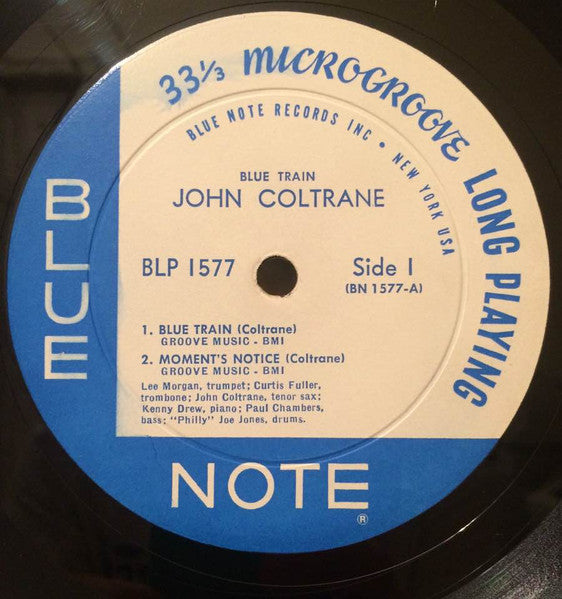 33⅓ MICROGROOVE LONG PLAYING
BLUE NOTE RECORDS INC • NEW YORK USA
BLUE TRAIN
JOHN COLTRANE
BLP 1577
Side 1
(BN 1577-A)
1. BLUE TRAIN (Coltrane)
GROOVE MUSIC - BMI
2. MOMENT'S NOTICE (Coltrane)
GROOVE MUSIC - BMI
Lee Morgan, trumpet; Curtis Fuller,
trombone; John Coltrane, tenor sax;
Kenny Drew, piano; Paul Chambers,
bass; "Philly" Joe Jones, drums.
BLUE
NOTE
®